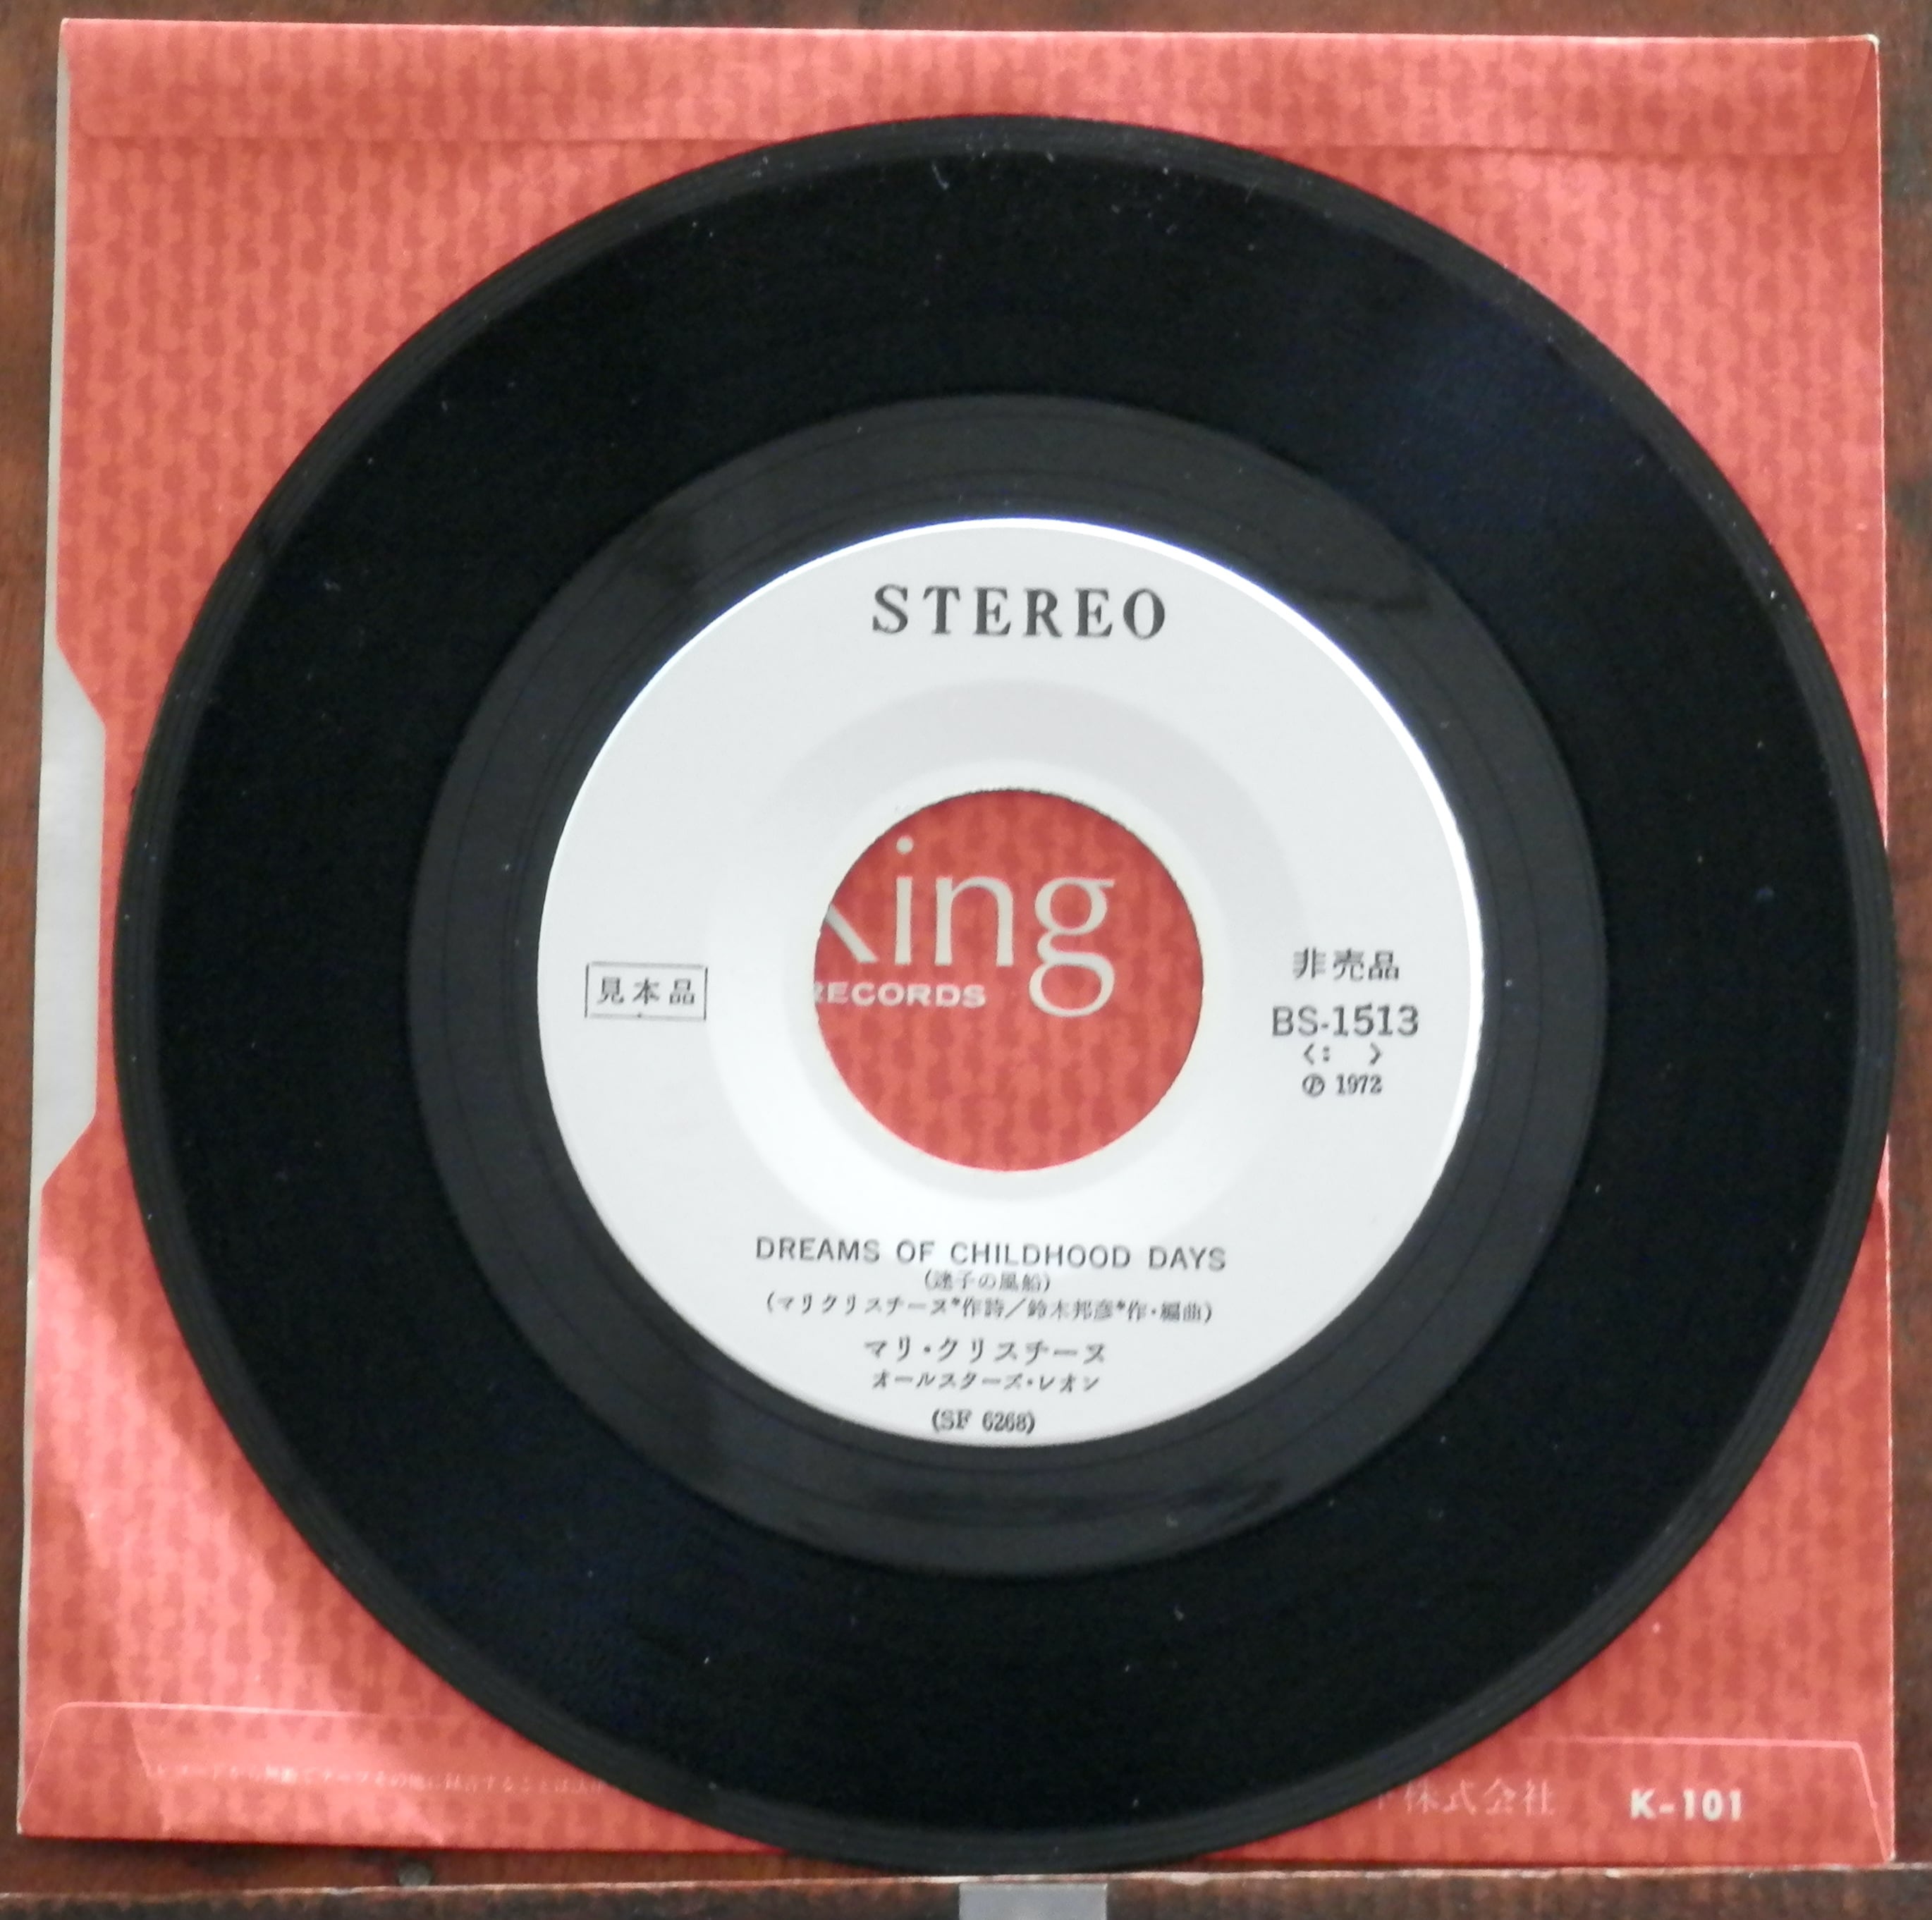 STEREO
king
RECORDS
見本品
非売品
BS-1513
<: >
Ⓟ 1972
DREAMS OF CHILDHOOD DAYS
(迷子の風船)
(マリクリスチーヌ*作詩/鈴木邦彦*作・編曲)
マリ・クリスチーヌ
オールスターズ・レオン
(SF 6268)
株式会社 K-101